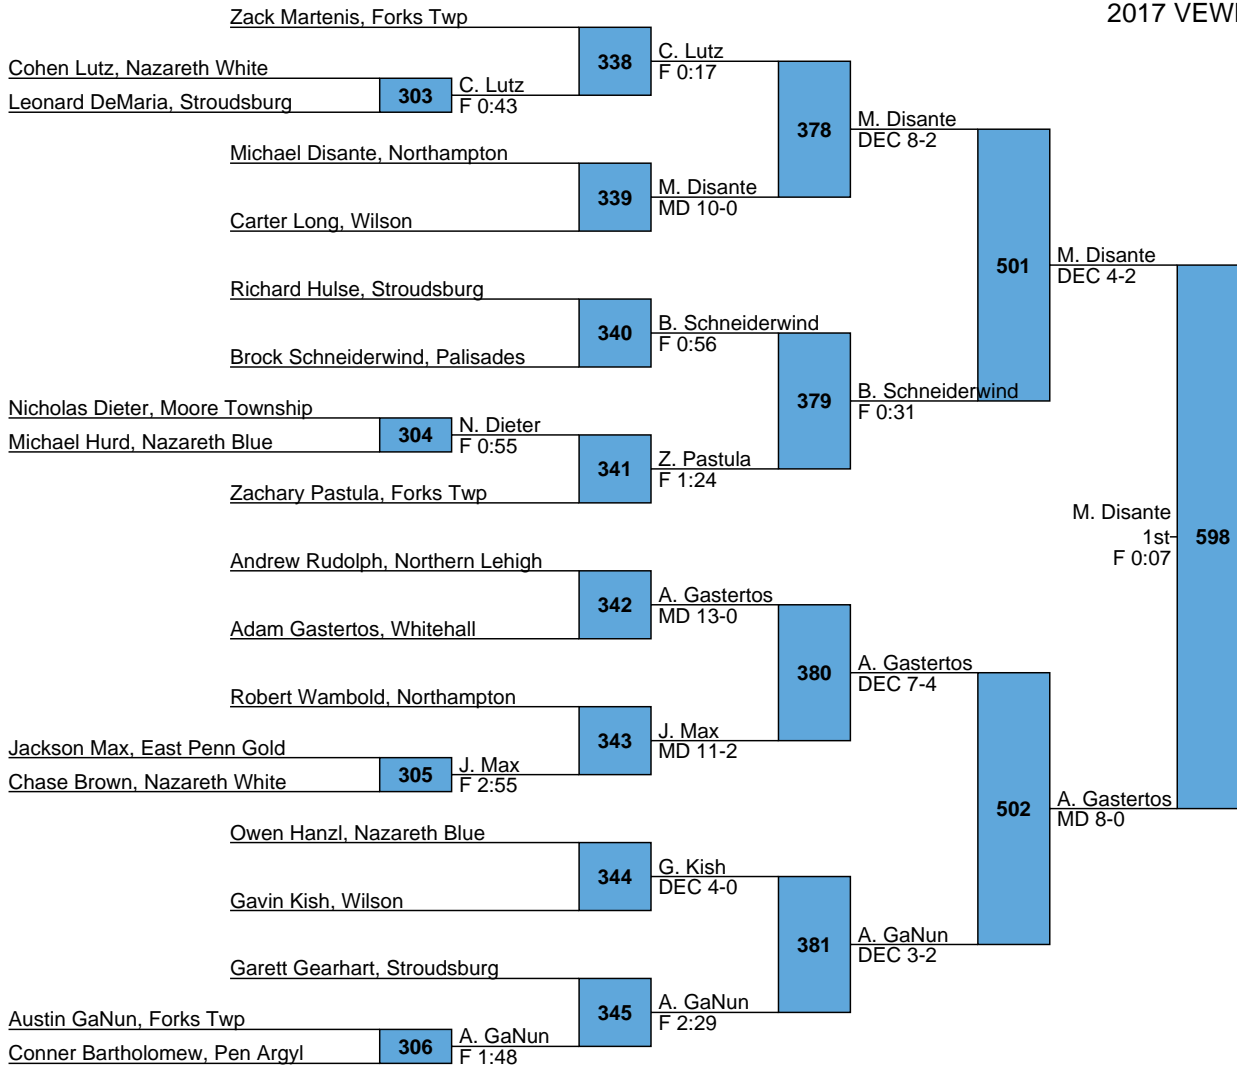 2017 VEW
Zack Martenis, Forks Twp
338
C. Lutz
F 0:17
Cohen Lutz, Nazareth White
303
C. Lutz
F 0:43
Leonard DeMaria, Stroudsburg
378
M. Disante
DEC 8-2
Michael Disante, Northampton
339
M. Disante
MD 10-0
Carter Long, Wilson
501
M. Disante
DEC 4-2
Richard Hulse, Stroudsburg
340
B. Schneiderwind
F 0:56
Brock Schneiderwind, Palisades
379
B. Schneiderwind
F 0:31
Nicholas Dieter, Moore Township
304
N. Dieter
F 0:55
Michael Hurd, Nazareth Blue
341
Z. Pastula
F 1:24
Zachary Pastula, Forks Twp
M. Disante
1st
F 0:07
598
Andrew Rudolph, Northern Lehigh
342
A. Gastertos
MD 13-0
Adam Gastertos, Whitehall
380
A. Gastertos
DEC 7-4
Robert Wambold, Northampton
343
J. Max
MD 11-2
Jackson Max, East Penn Gold
305
J. Max
F 2:55
Chase Brown, Nazareth White
502
A. Gastertos
MD 8-0
Owen Hanzl, Nazareth Blue
344
G. Kish
DEC 4-0
Gavin Kish, Wilson
381
A. GaNun
DEC 3-2
Garett Gearhart, Stroudsburg
345
A. GaNun
F 2:29
Austin GaNun, Forks Twp
306
A. GaNun
F 1:48
Conner Bartholomew, Pen Argyl